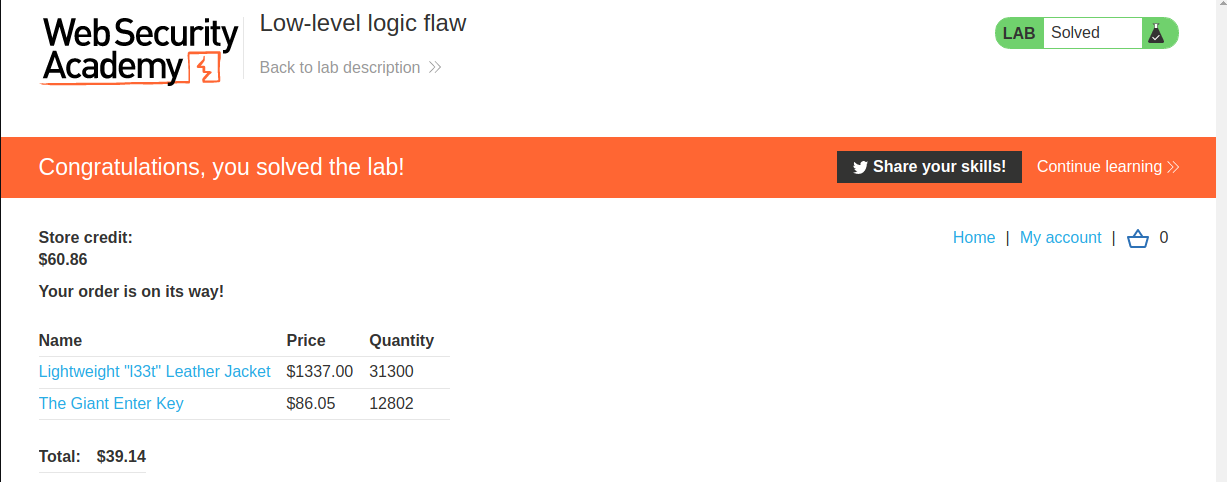 Web Security
Academy
Low-level logic flaw
Back to lab description
LAB Solved
Congratulations, you solved the lab!
Share your skills!
Continue learning
Store credit:
$60.86
Home | My account | 0
Your order is on its way!
Name Price Quantity
Lightweight "l33t" Leather Jacket $1337.00 31300
The Giant Enter Key $86.05 12802
Total: $39.14